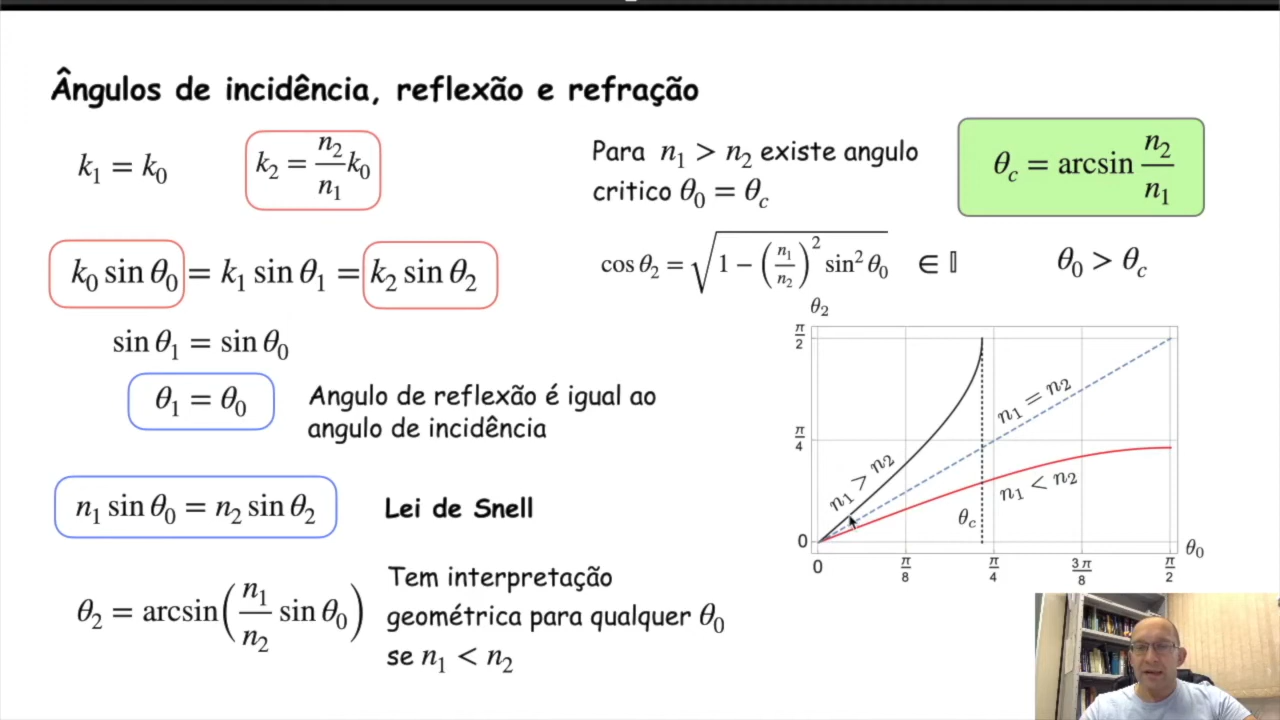 Ângulos de incidência, reflexão e refração
k₁ = k₀
k₂ = n₂/n₁ k₀
k₀ sin θ₀ = k₁ sin θ₁ = k₂ sin θ₂
sin θ₁ = sin θ₀
θ₁ = θ₀
Angulo de reflexão é igual ao
angulo de incidência
n₁ sin θ₀ = n₂ sin θ₂
Lei de Snell
θ₂ = arcsin(n₁/n₂ sin θ₀)
Tem interpretação
geométrica para qualquer θ₀
se n₁ < n₂
Para n₁ > n₂ existe angulo
critico θ₀ = θc
θc = arcsin n₂/n₁
cos θ₂ = √(1 − (n₁/n₂)² sin² θ₀) ∈ 𝕀
θ₀ > θc
θ₂
π/2
π/4
0
n₁ > n₂
n₁ = n₂
n₁ < n₂
θc
θ₀
0 π/8 π/4 3π/8 π/2